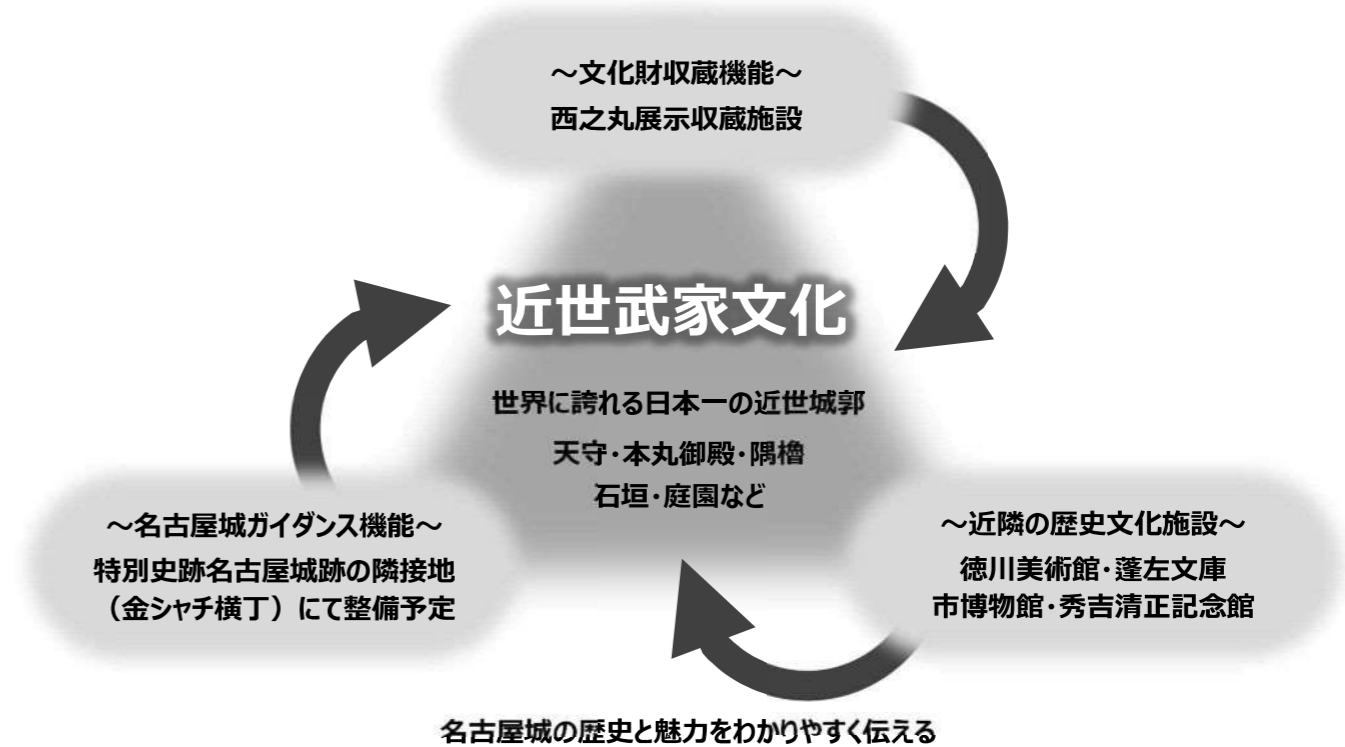 ～文化財収蔵機能～
西之丸展示収蔵施設
近世武家文化
世界に誇れる日本一の近世城郭
天守･本丸御殿･隅櫓
石垣･庭園など
～名古屋城ガイダンス機能～
特別史跡名古屋城跡の隣接地
（金シャチ横丁）にて整備予定
～近隣の歴史文化施設～
徳川美術館･蓬左文庫
市博物館･秀吉清正記念館
名古屋城の歴史と魅力をわかりやすく伝える